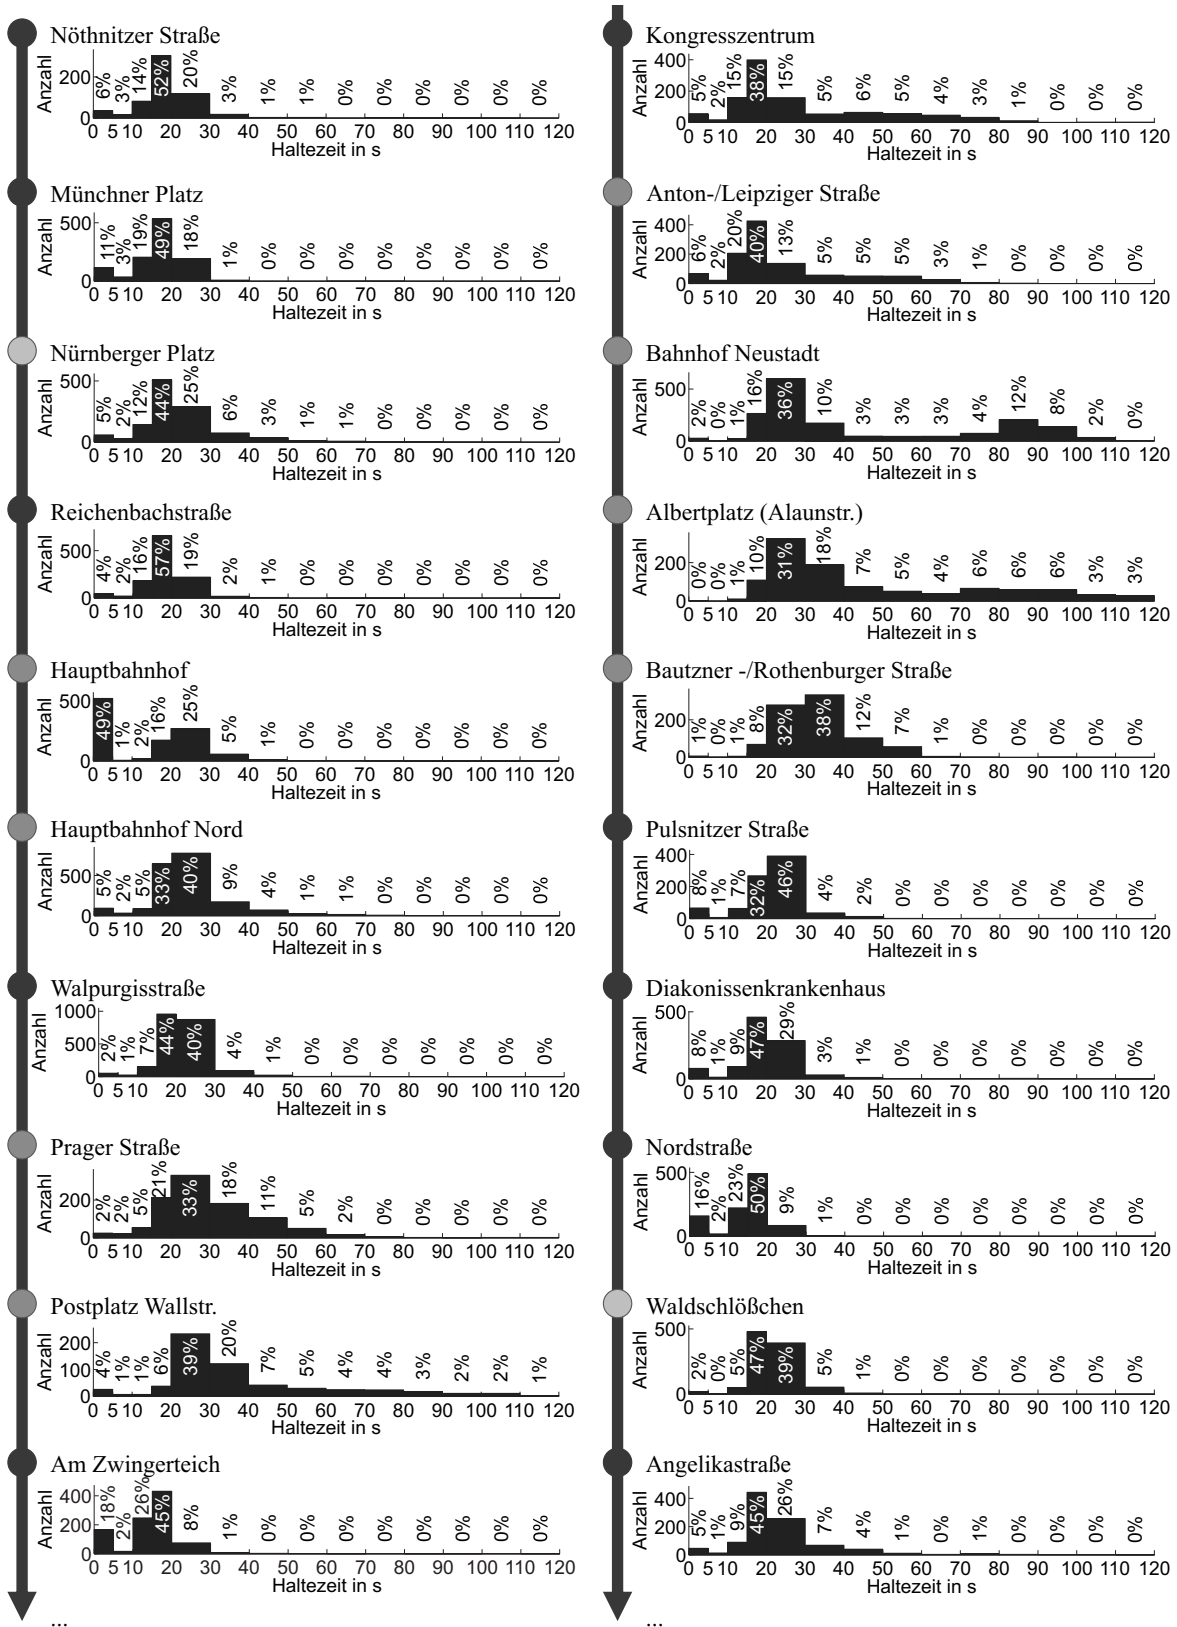 Nöthnitzer Straße
Anzahl
200
0
6% 3% 14% 52% 20% 3% 1% 1% 0% 0% 0% 0% 0% 0%
0 5 10 20 30 40 50 60 70 80 90 100 110 120
Haltezeit in s
Münchner Platz
Anzahl
500
0
11% 3% 19% 49% 18% 1% 0% 0% 0% 0% 0% 0% 0% 0%
0 5 10 20 30 40 50 60 70 80 90 100 110 120
Haltezeit in s
Nürnberger Platz
Anzahl
500
0
5% 2% 12% 44% 25% 6% 3% 1% 1% 0% 0% 0% 0% 0%
0 5 10 20 30 40 50 60 70 80 90 100 110 120
Haltezeit in s
Reichenbachstraße
Anzahl
500
0
4% 2% 16% 57% 19% 2% 1% 0% 0% 0% 0% 0% 0% 0%
0 5 10 20 30 40 50 60 70 80 90 100 110 120
Haltezeit in s
Hauptbahnhof
Anzahl
500
0
49% 1% 2% 16% 25% 5% 1% 0% 0% 0% 0% 0% 0% 0%
0 5 10 20 30 40 50 60 70 80 90 100 110 120
Haltezeit in s
Hauptbahnhof Nord
Anzahl
500
0
5% 2% 5% 33% 40% 9% 4% 1% 1% 0% 0% 0% 0% 0%
0 5 10 20 30 40 50 60 70 80 90 100 110 120
Haltezeit in s
Walpurgisstraße
Anzahl
1000
500
0
2% 1% 7% 44% 40% 4% 1% 0% 0% 0% 0% 0% 0% 0%
0 5 10 20 30 40 50 60 70 80 90 100 110 120
Haltezeit in s
Prager Straße
Anzahl
200
0
2% 2% 5% 21% 33% 18% 11% 5% 2% 0% 0% 0% 0% 0%
0 5 10 20 30 40 50 60 70 80 90 100 110 120
Haltezeit in s
Postplatz Wallstr.
Anzahl
200
100
0
4% 1% 1% 6% 39% 20% 7% 5% 4% 4% 3% 2% 2% 1%
0 5 10 20 30 40 50 60 70 80 90 100 110 120
Haltezeit in s
Am Zwingerteich
Anzahl
400
200
0
18% 2% 26% 45% 8% 1% 0% 0% 0% 0% 0% 0% 0% 0%
0 5 10 20 30 40 50 60 70 80 90 100 110 120
Haltezeit in s
...
Kongresszentrum
Anzahl
400
200
0
5% 2% 15% 38% 15% 5% 6% 5% 4% 3% 1% 0% 0% 0%
0 5 10 20 30 40 50 60 70 80 90 100 110 120
Haltezeit in s
Anton-/Leipziger Straße
Anzahl
400
200
0
6% 2% 20% 40% 13% 5% 5% 5% 3% 1% 0% 0% 0% 0%
0 5 10 20 30 40 50 60 70 80 90 100 110 120
Haltezeit in s
Bahnhof Neustadt
Anzahl
500
0
2% 0% 1% 16% 36% 10% 3% 3% 3% 4% 12% 8% 2% 0%
0 5 10 20 30 40 50 60 70 80 90 100 110 120
Haltezeit in s
Albertplatz (Alaunstr.)
Anzahl
200
0
0% 0% 1% 10% 31% 18% 7% 5% 4% 6% 6% 6% 3% 3%
0 5 10 20 30 40 50 60 70 80 90 100 110 120
Haltezeit in s
Bautzner -/Rothenburger Straße
Anzahl
200
0
1% 0% 1% 8% 32% 38% 12% 7% 1% 0% 0% 0% 0% 0%
0 5 10 20 30 40 50 60 70 80 90 100 110 120
Haltezeit in s
Pulsnitzer Straße
Anzahl
400
200
0
8% 1% 7% 32% 46% 4% 2% 0% 0% 0% 0% 0% 0% 0%
0 5 10 20 30 40 50 60 70 80 90 100 110 120
Haltezeit in s
Diakonissenkrankenhaus
Anzahl
500
0
8% 1% 9% 47% 29% 3% 1% 0% 0% 0% 0% 0% 0% 0%
0 5 10 20 30 40 50 60 70 80 90 100 110 120
Haltezeit in s
Nordstraße
Anzahl
500
0
16% 2% 23% 50% 9% 1% 0% 0% 0% 0% 0% 0% 0% 0%
0 5 10 20 30 40 50 60 70 80 90 100 110 120
Haltezeit in s
Waldschlößchen
Anzahl
500
0
2% 0% 5% 47% 39% 5% 1% 0% 0% 0% 0% 0% 0% 0%
0 5 10 20 30 40 50 60 70 80 90 100 110 120
Haltezeit in s
Angelikastraße
Anzahl
400
200
0
5% 1% 9% 45% 26% 7% 4% 1% 0% 1% 0% 0% 0% 0%
0 5 10 20 30 40 50 60 70 80 90 100 110 120
Haltezeit in s
...